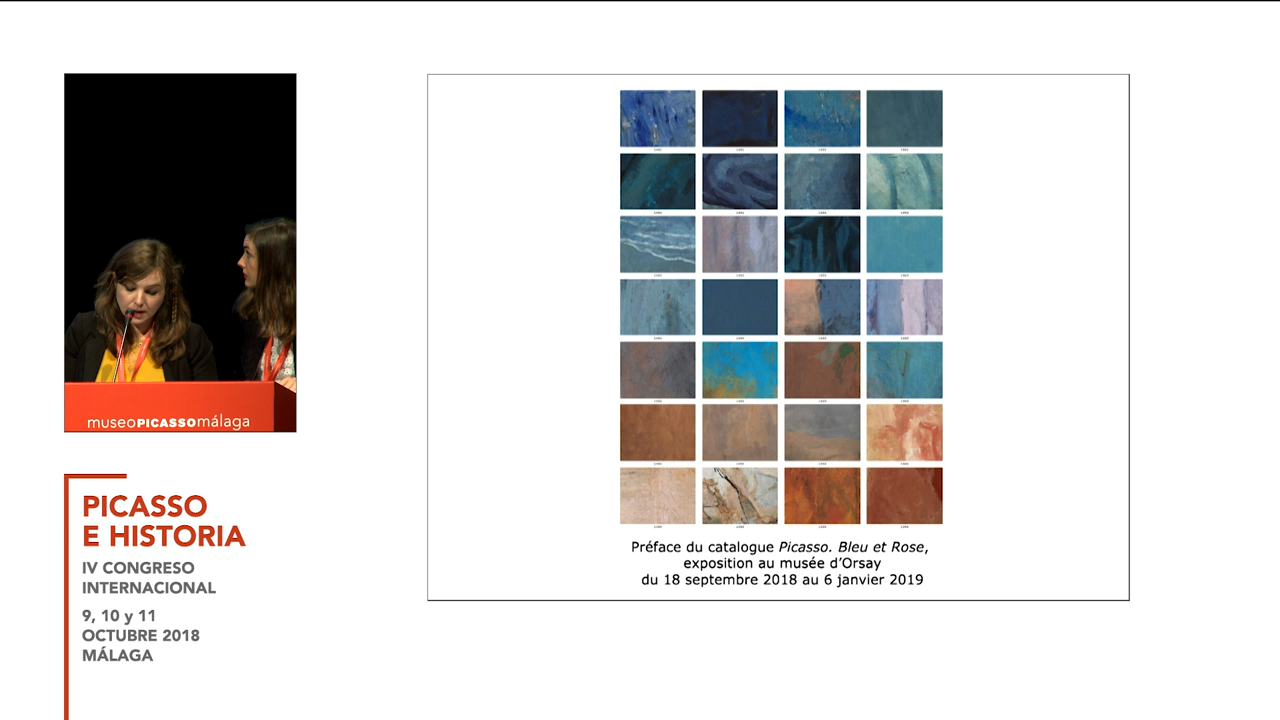 museoPICASSOmálaga
PICASSO
E HISTORIA
IV CONGRESO
INTERNACIONAL
9, 10 y 11
OCTUBRE 2018
MÁLAGA
Préface du catalogue Picasso. Bleu et Rose,
exposition au musée d'Orsay
du 18 septembre 2018 au 6 janvier 2019